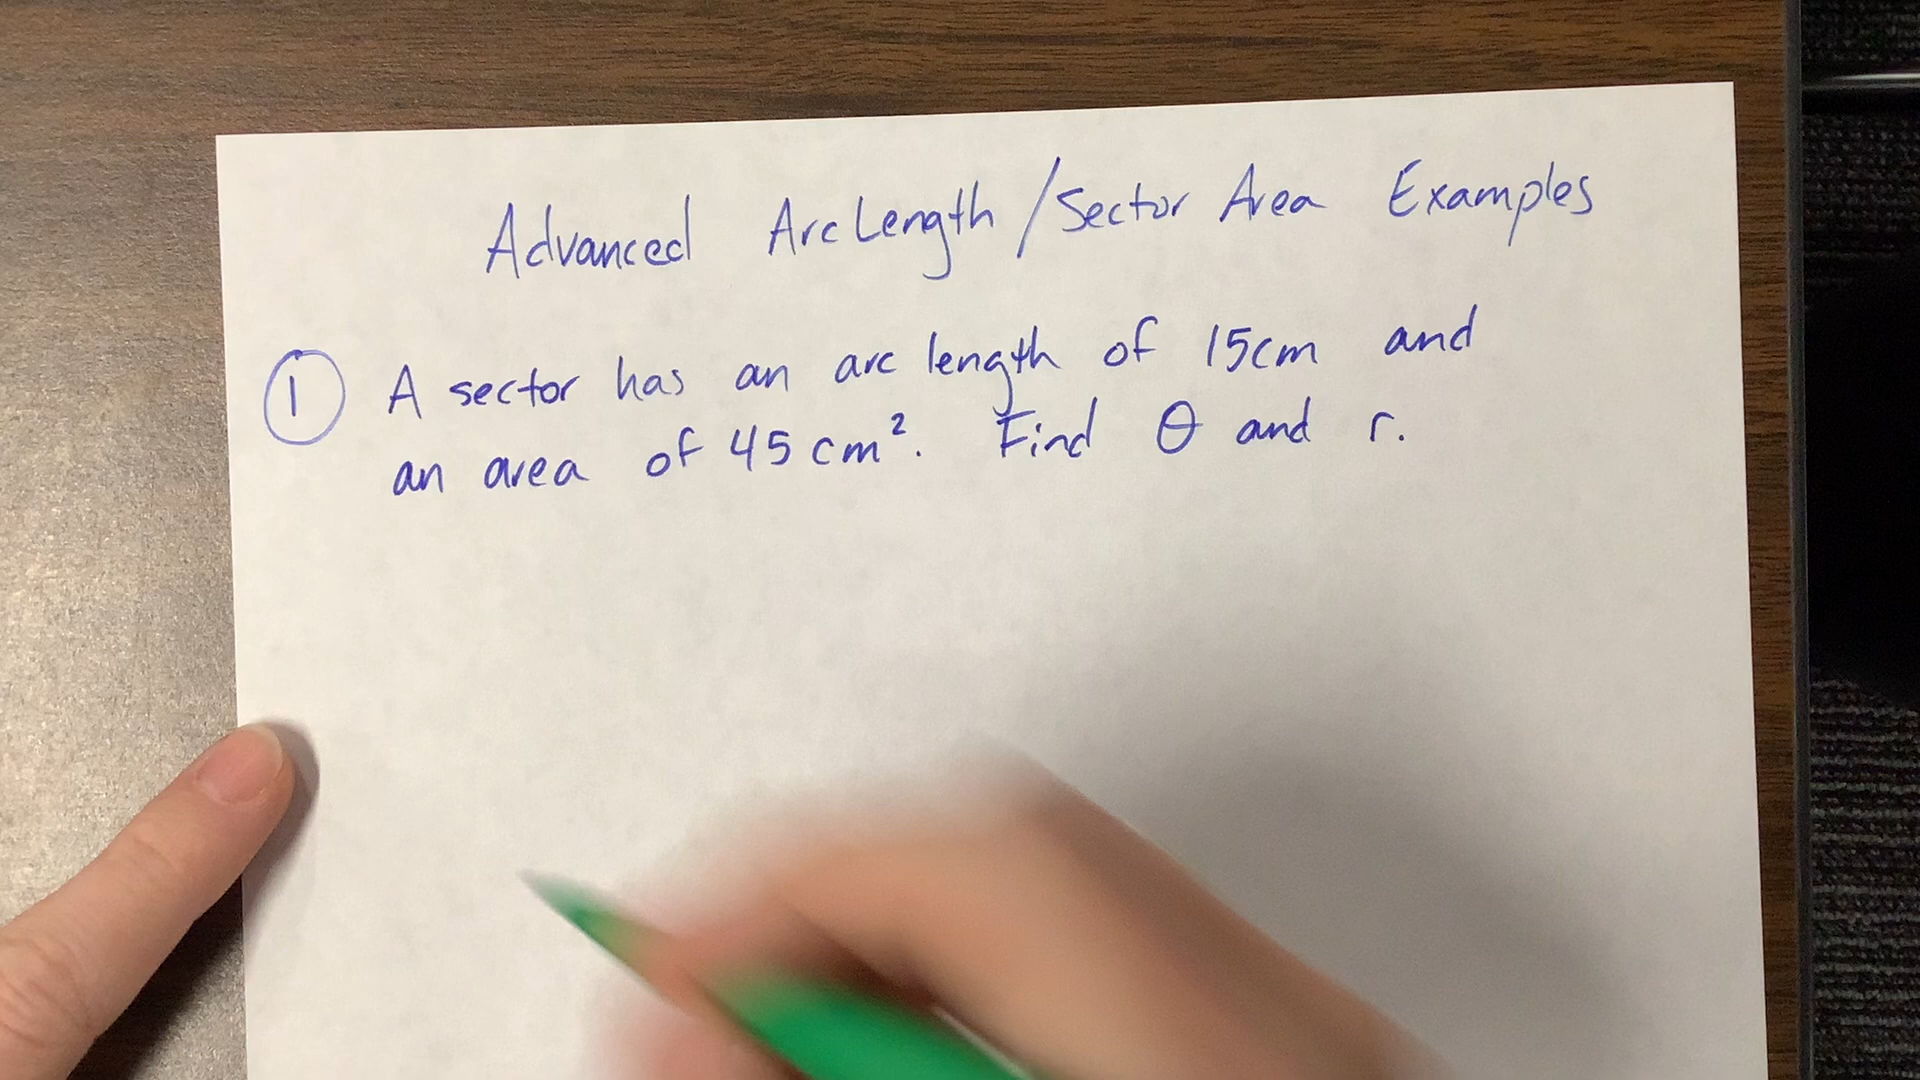 Advanced Arc Length / Sector Area Examples
① A sector has an arc length of 15cm and
an area of 45 cm². Find θ and r.